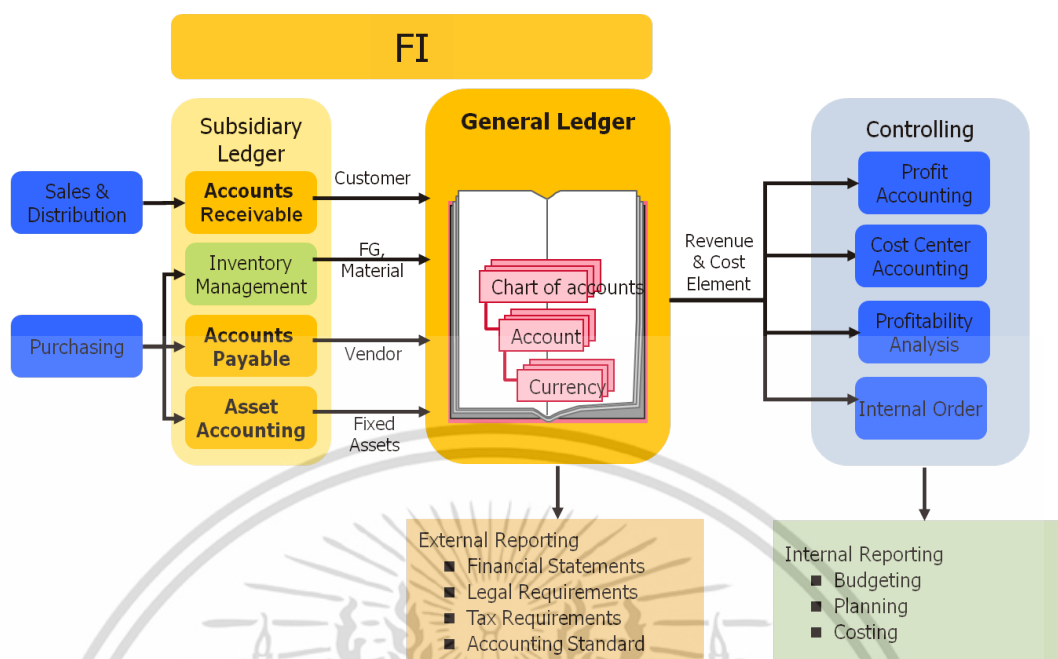 FI
Subsidiary
Ledger
General Ledger
Controlling
Sales &
Distribution
Accounts
Receivable
Customer
Inventory
Management
FG,
Material
Purchasing
Accounts
Payable
Vendor
Asset
Accounting
Fixed
Assets
Chart of accounts
Account
Currency
Revenue
& Cost
Element
Profit
Accounting
Cost Center
Accounting
Profitability
Analysis
Internal Order
External Reporting
■ Financial Statements
■ Legal Requirements
■ Tax Requirements
■ Accounting Standard
Internal Reporting
■ Budgeting
■ Planning
■ Costing